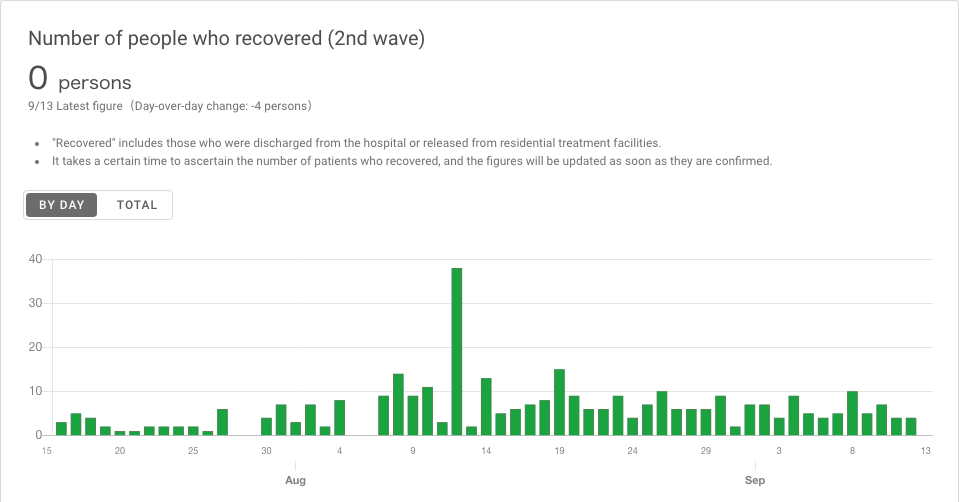 Number of people who recovered (2nd wave)
0 persons
9/13 Latest figure（Day-over-day change: -4 persons）
• "Recovered" includes those who were discharged from the hospital or released from residential treatment facilities.
• It takes a certain time to ascertain the number of patients who recovered, and the figures will be updated as soon as they are confirmed.
BY DAY TOTAL
40
30
20
10
0
15 20 25 30 4 9 14 19 24 29 3 8 13
Aug Sep